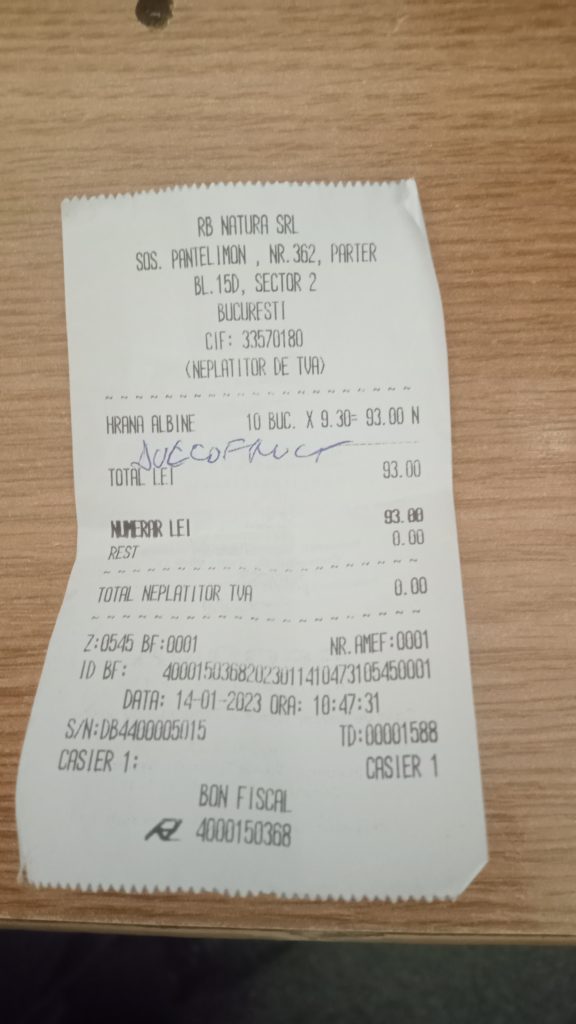 RB NATURA SRL
SOS. PANTELIMON , NR.362, PARTER
BL.15D, SECTOR 2
BUCURESTI
CIF: 33570180
(NEPLATITOR DE TVA)
HRANA ALBINE 10 BUC. X 9.30= 93.00 N
TOTAL LEI 93.00
NUMERAR LEI 93.00
REST 0.00
TOTAL NEPLATITOR TVA 0.00
Z:0545 BF:0001 NR.AMEF:0001
ID BF: 40001503682023011410473105450001
DATA: 14-01-2023 ORA: 10:47:31
S/N:DB4400005015 TD:00001588
CASIER 1: CASIER 1
BON FISCAL
4000150368